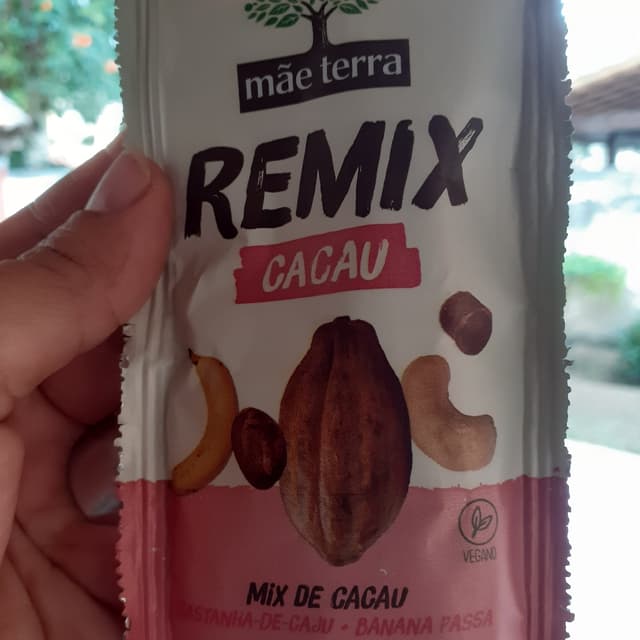 mãe terra
REMIX
CACAU
VEGANO
MIX DE CACAU
CASTANHA-DE-CAJU • BANANA PASSA